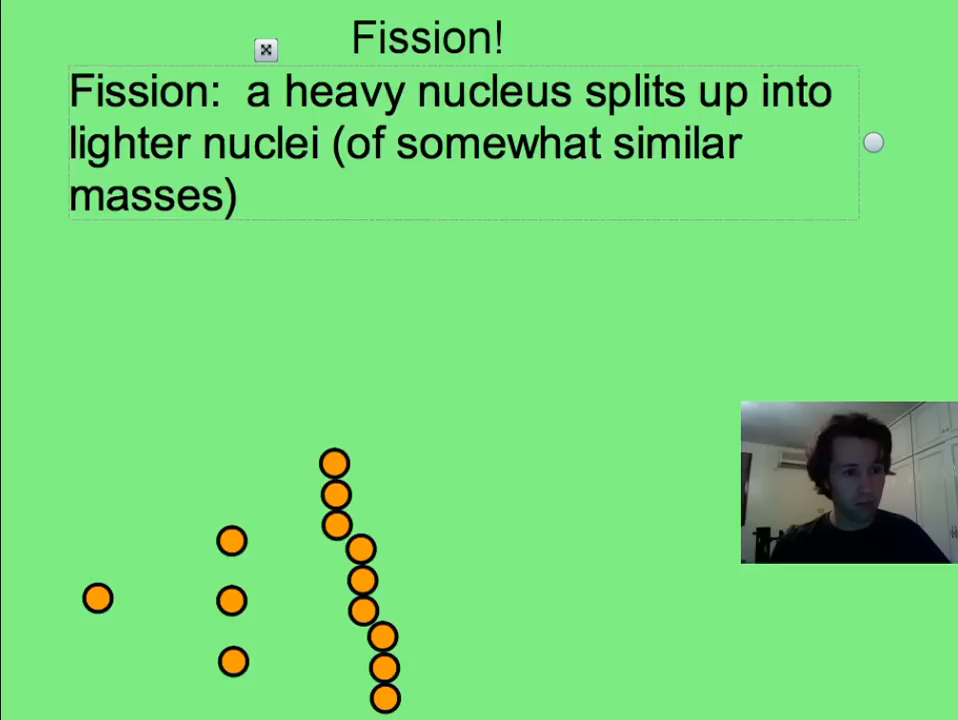 Fission!
Fission:  a heavy nucleus splits up into
lighter nuclei (of somewhat similar
masses)